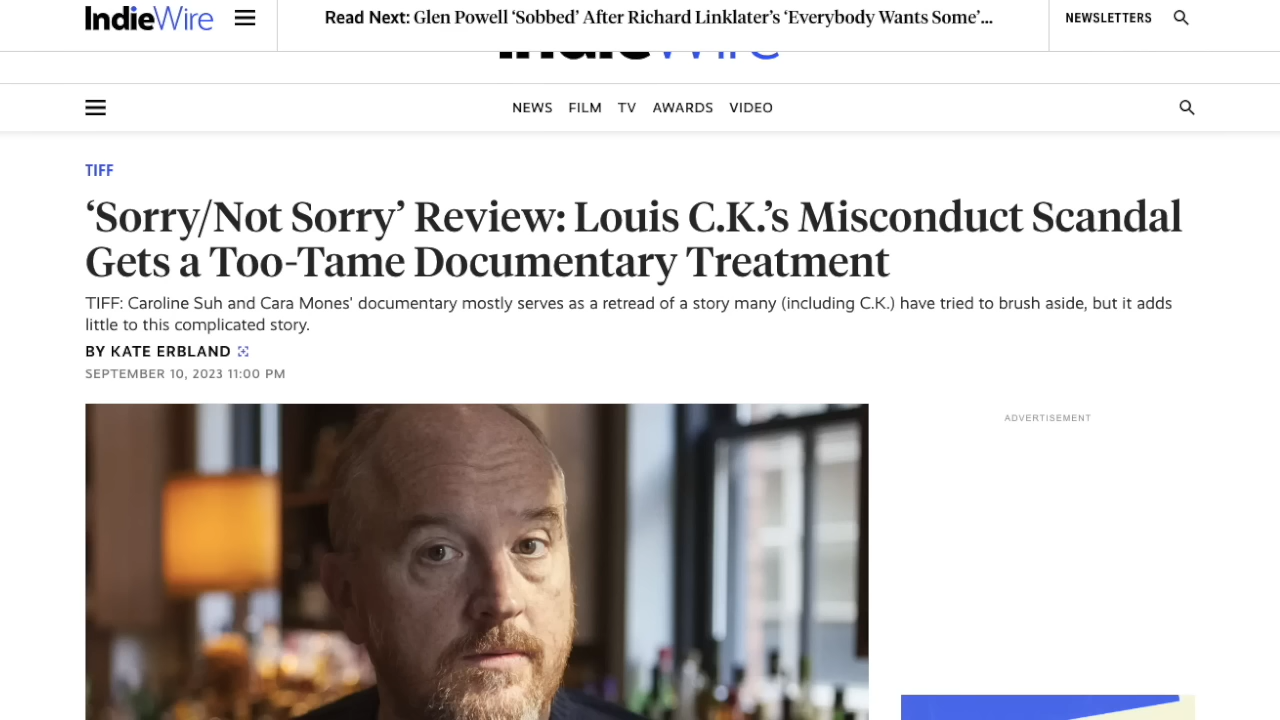 IndieWire
Read Next: Glen Powell ‘Sobbed’ After Richard Linklater’s ‘Everybody Wants Some’...
NEWSLETTERS
IndieWire
NEWS FILM TV AWARDS VIDEO
TIFF
‘Sorry/Not Sorry’ Review: Louis C.K.’s Misconduct Scandal
Gets a Too-Tame Documentary Treatment
TIFF: Caroline Suh and Cara Mones' documentary mostly serves as a retread of a story many (including C.K.) have tried to brush aside, but it adds
little to this complicated story.
BY KATE ERBLAND
SEPTEMBER 10, 2023 11:00 PM
ADVERTISEMENT